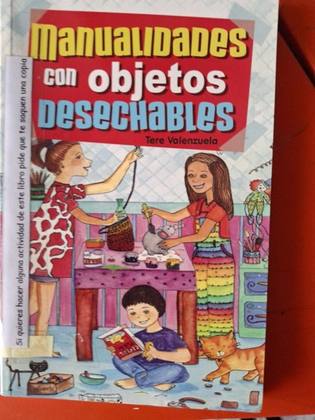 Manualidades
con objetos
DESECHABLES
Tere Valenzuela
Si quieres hacer alguna actividad de este libro pide que te saquen una copia